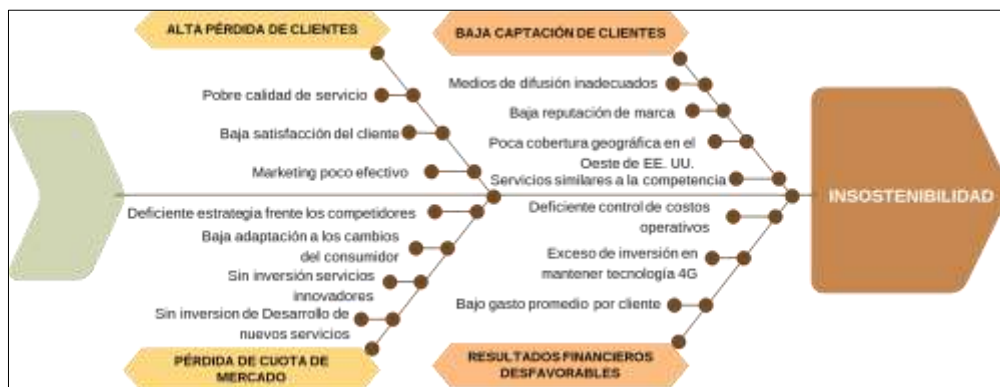 ALTA PÉRDIDA DE CLIENTES
Pobre calidad de servicio
Baja satisfacción del cliente
Marketing poco efectivo
BAJA CAPTACIÓN DE CLIENTES
Medios de difusión inadecuados
Baja reputación de marca
Poca cobertura geográfica en el
Oeste de EE. UU.
Servicios similares a la competencia
INSOSTENIBILIDAD
Deficiente estrategia frente los competidores
Baja adaptación a los cambios
del consumidor
Sin inversión servicios
innovadores
Sin inversion de Desarrollo de
nuevos servicios
PÉRDIDA DE CUOTA DE
MERCADO
Deficiente control de costos
operativos
Exceso de inversión en
mantener tecnología 4G
Bajo gasto promedio por cliente
RESULTADOS FINANCIEROS
DESFAVORABLES